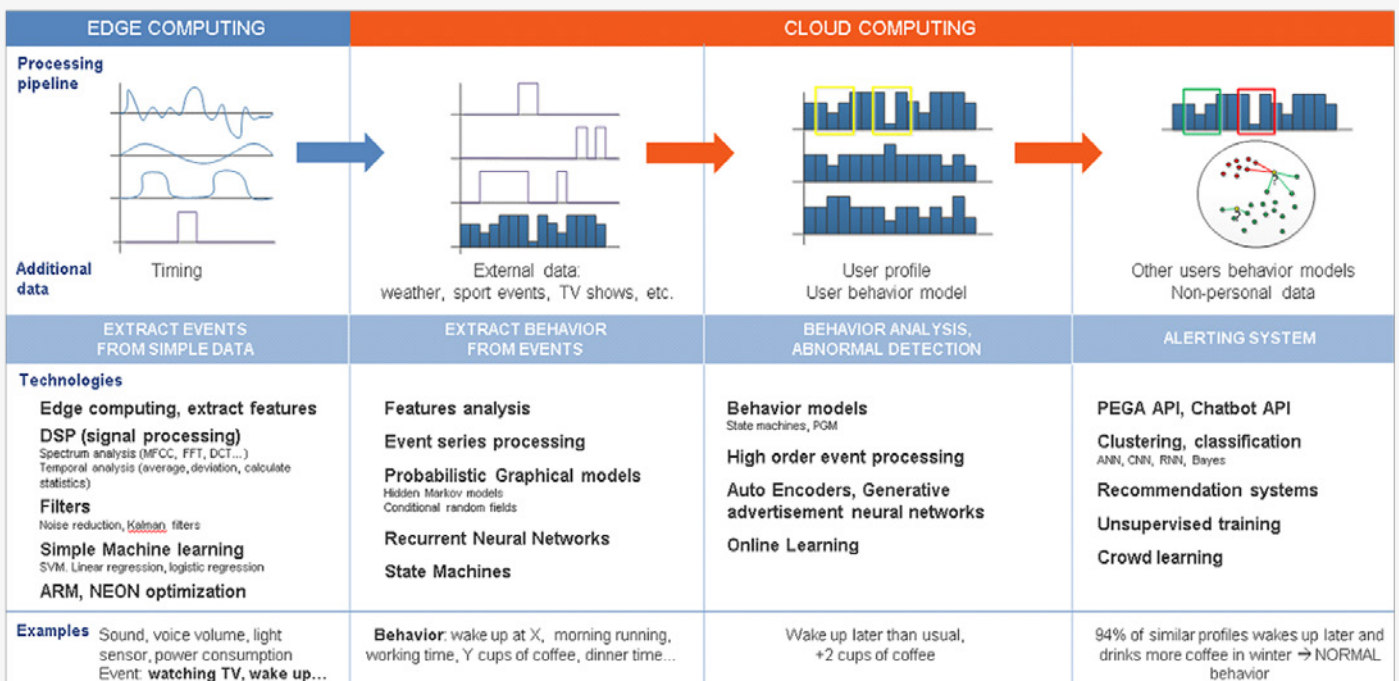 EDGE COMPUTING
CLOUD COMPUTING
Processing
pipeline
?
?
Additional
data
Timing
External data:
weather, sport events, TV shows, etc.
User profile
User behavior model
Other users behavior models
Non-personal data
EXTRACT EVENTS
FROM SIMPLE DATA
EXTRACT BEHAVIOR
FROM EVENTS
BEHAVIOR ANALYSIS,
ABNORMAL DETECTION
ALERTING SYSTEM
Technologies
Edge computing, extract features
DSP (signal processing)
Spectrum analysis (MFCC, FFT, DCT...)
Temporal analysis (average, deviation, calculate
statistics)
Filters
Noise reduction, Kalman filters
Simple Machine learning
SVM. Linear regression, logistic regression
ARM, NEON optimization
Features analysis
Event series processing
Probabilistic Graphical models
Hidden Markov models
Conditional random fields
Recurrent Neural Networks
State Machines
Behavior models
State machines, PGM
High order event processing
Auto Encoders, Generative
advertisement neural networks
Online Learning
PEGA API, Chatbot API
Clustering, classification
ANN, CNN, RNN, Bayes
Recommendation systems
Unsupervised training
Crowd learning
Examples
Sound, voice volume, light
sensor, power consumption
Event: watching TV, wake up...
Behavior: wake up at X, morning running,
working time, Y cups of coffee, dinner time...
Wake up later than usual,
+2 cups of coffee
94% of similar profiles wakes up later and
drinks more coffee in winter → NORMAL
behavior